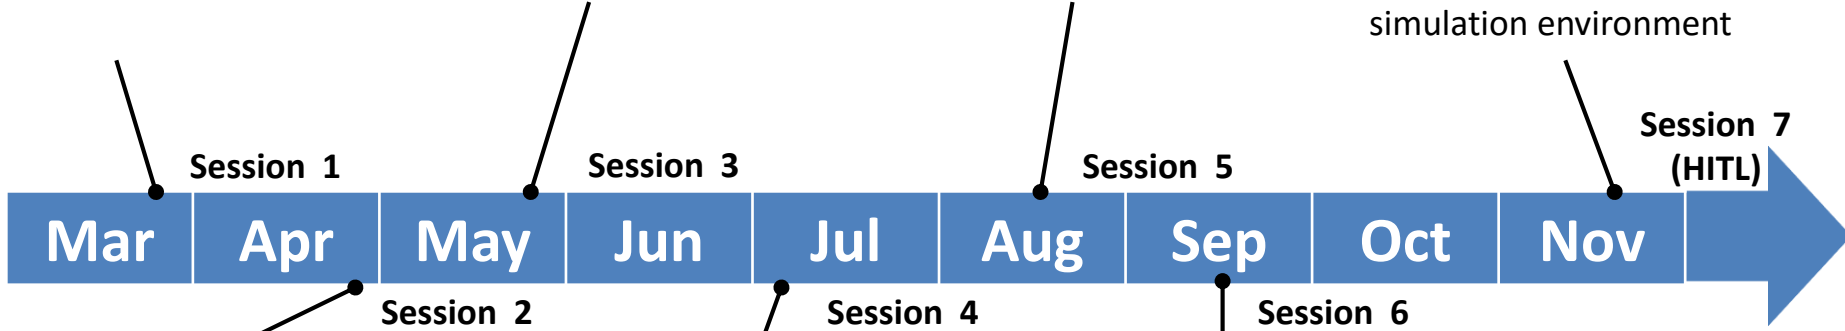 simulation environment
Session 7
(HITL)
Session 1
Session 3
Session 5
Mar Apr May Jun Jul Aug Sep Oct Nov
Session 2
Session 4
Session 6